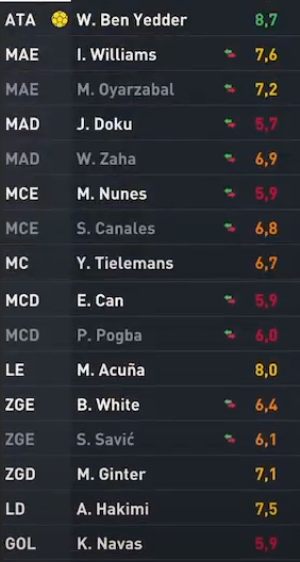 ATA W. Ben Yedder 8,7
MAE I. Williams 7,6
MAE M. Oyarzabal 7,2
MAD J. Doku 5,7
MAD W. Zaha 6,9
MCE M. Nunes 5,9
MCE S. Canales 6,8
MC Y. Tielemans 6,7
MCD E. Can 5,9
MCD P. Pogba 6,0
LE M. Acuña 8,0
ZGE B. White 6,4
ZGE S. Savić 6,1
ZGD M. Ginter 7,1
LD A. Hakimi 7,5
GOL K. Navas 5,9